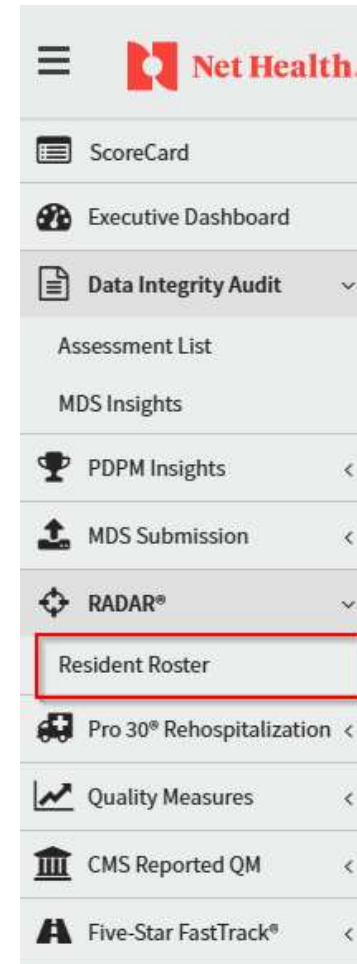 Net Health.
ScoreCard
Executive Dashboard
Data Integrity Audit
Assessment List
MDS Insights
PDPM Insights
MDS Submission
RADAR®
Resident Roster
Pro 30® Rehospitalization
Quality Measures
CMS Reported QM
Five-Star FastTrack®